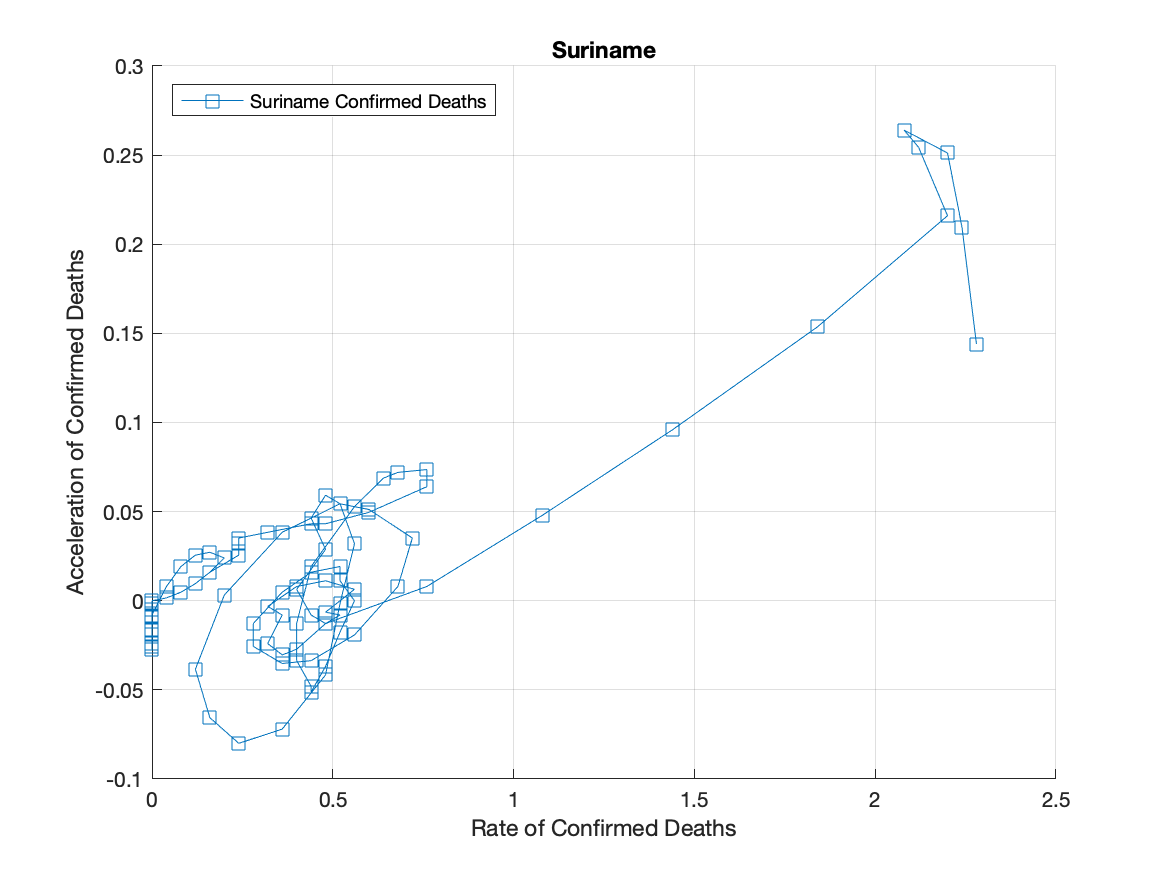 Suriname
Suriname Confirmed Deaths
0.3
0.25
0.2
0.15
0.1
0.05
0
-0.05
-0.1
Acceleration of Confirmed Deaths
0 0.5 1 1.5 2 2.5
Rate of Confirmed Deaths